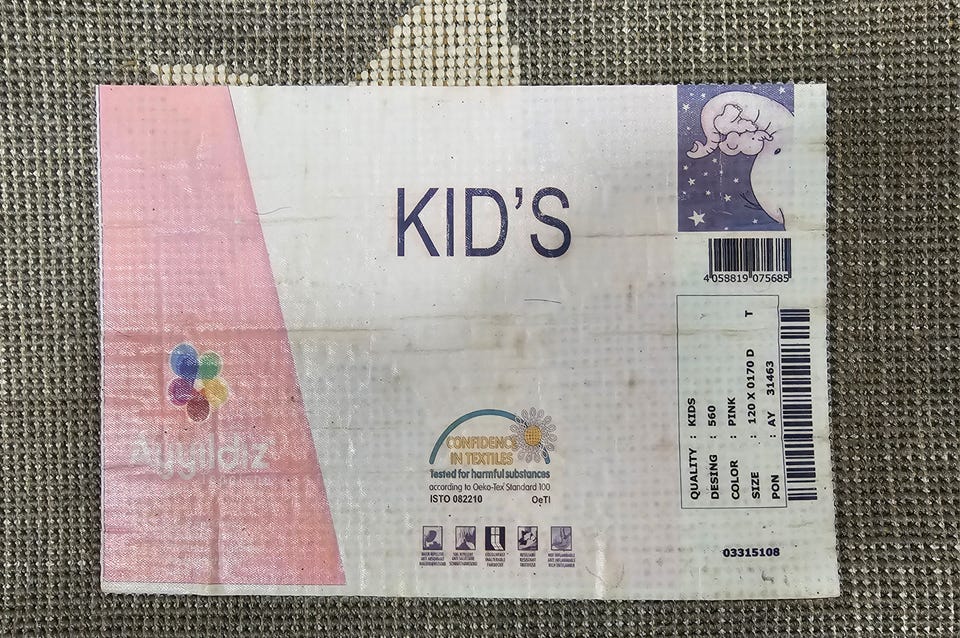 KID'S
4 058819 075685
QUALITY : KIDS
DESING : 560
COLOR : PINK
SIZE : 120 X 0170 D T
PON : AY 31463
Ayyildiz
CONFIDENCE
IN TEXTILES
Tested for harmful substances
according to Oeko-Tex Standard 100
ISTO 082210 OeTI
03315108